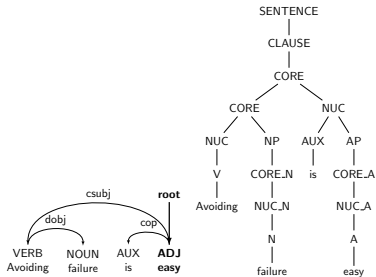 SENTENCE
CLAUSE
CORE
CORE NUC
NUC NP AUX AP
V CORE_N is CORE_A
Avoiding NUC_N NUC_A
N A
failure easy
csubj root
dobj cop
VERB NOUN AUX ADJ
Avoiding failure is easy